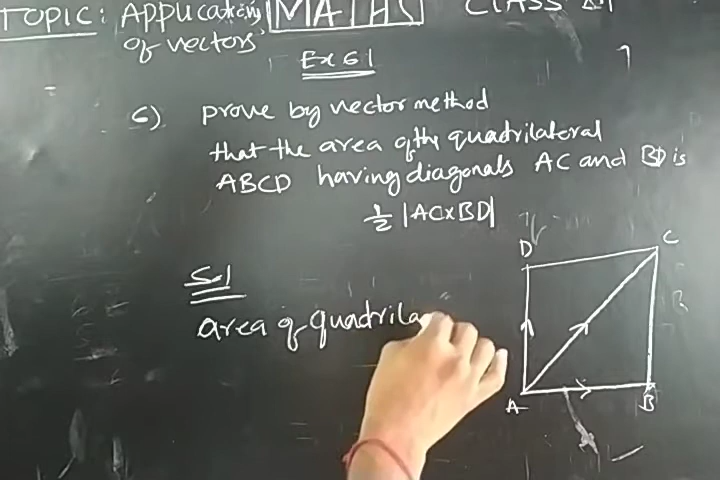 TOPIC: Application MATHS CLASS
of vectors
Ex 6.1
6) prove by vector method
that the area of the quadrilateral
ABCD having diagonals AC and BD is
1/2 |AC×BD|
D C
Sol
area of quadrila
A B